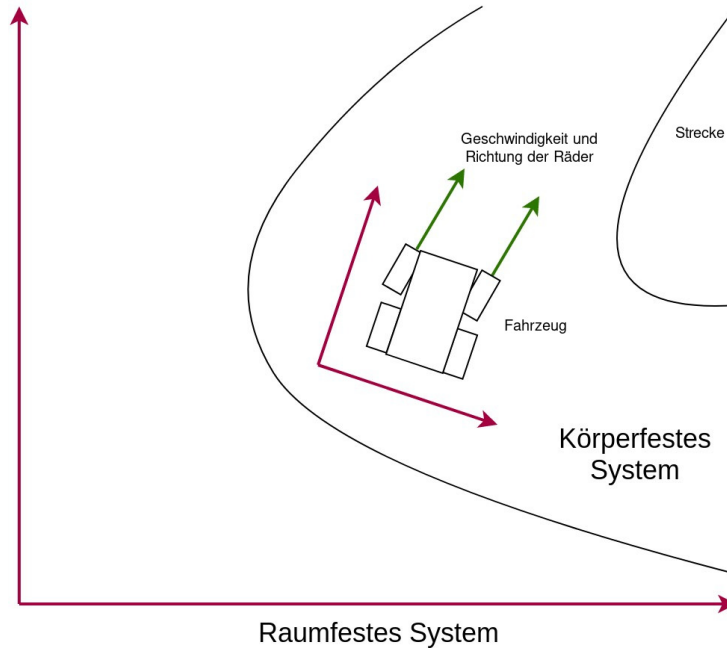 Geschwindigkeit und
Richtung der Räder
Strecke
Fahrzeug
Körperfestes
System
Raumfestes System